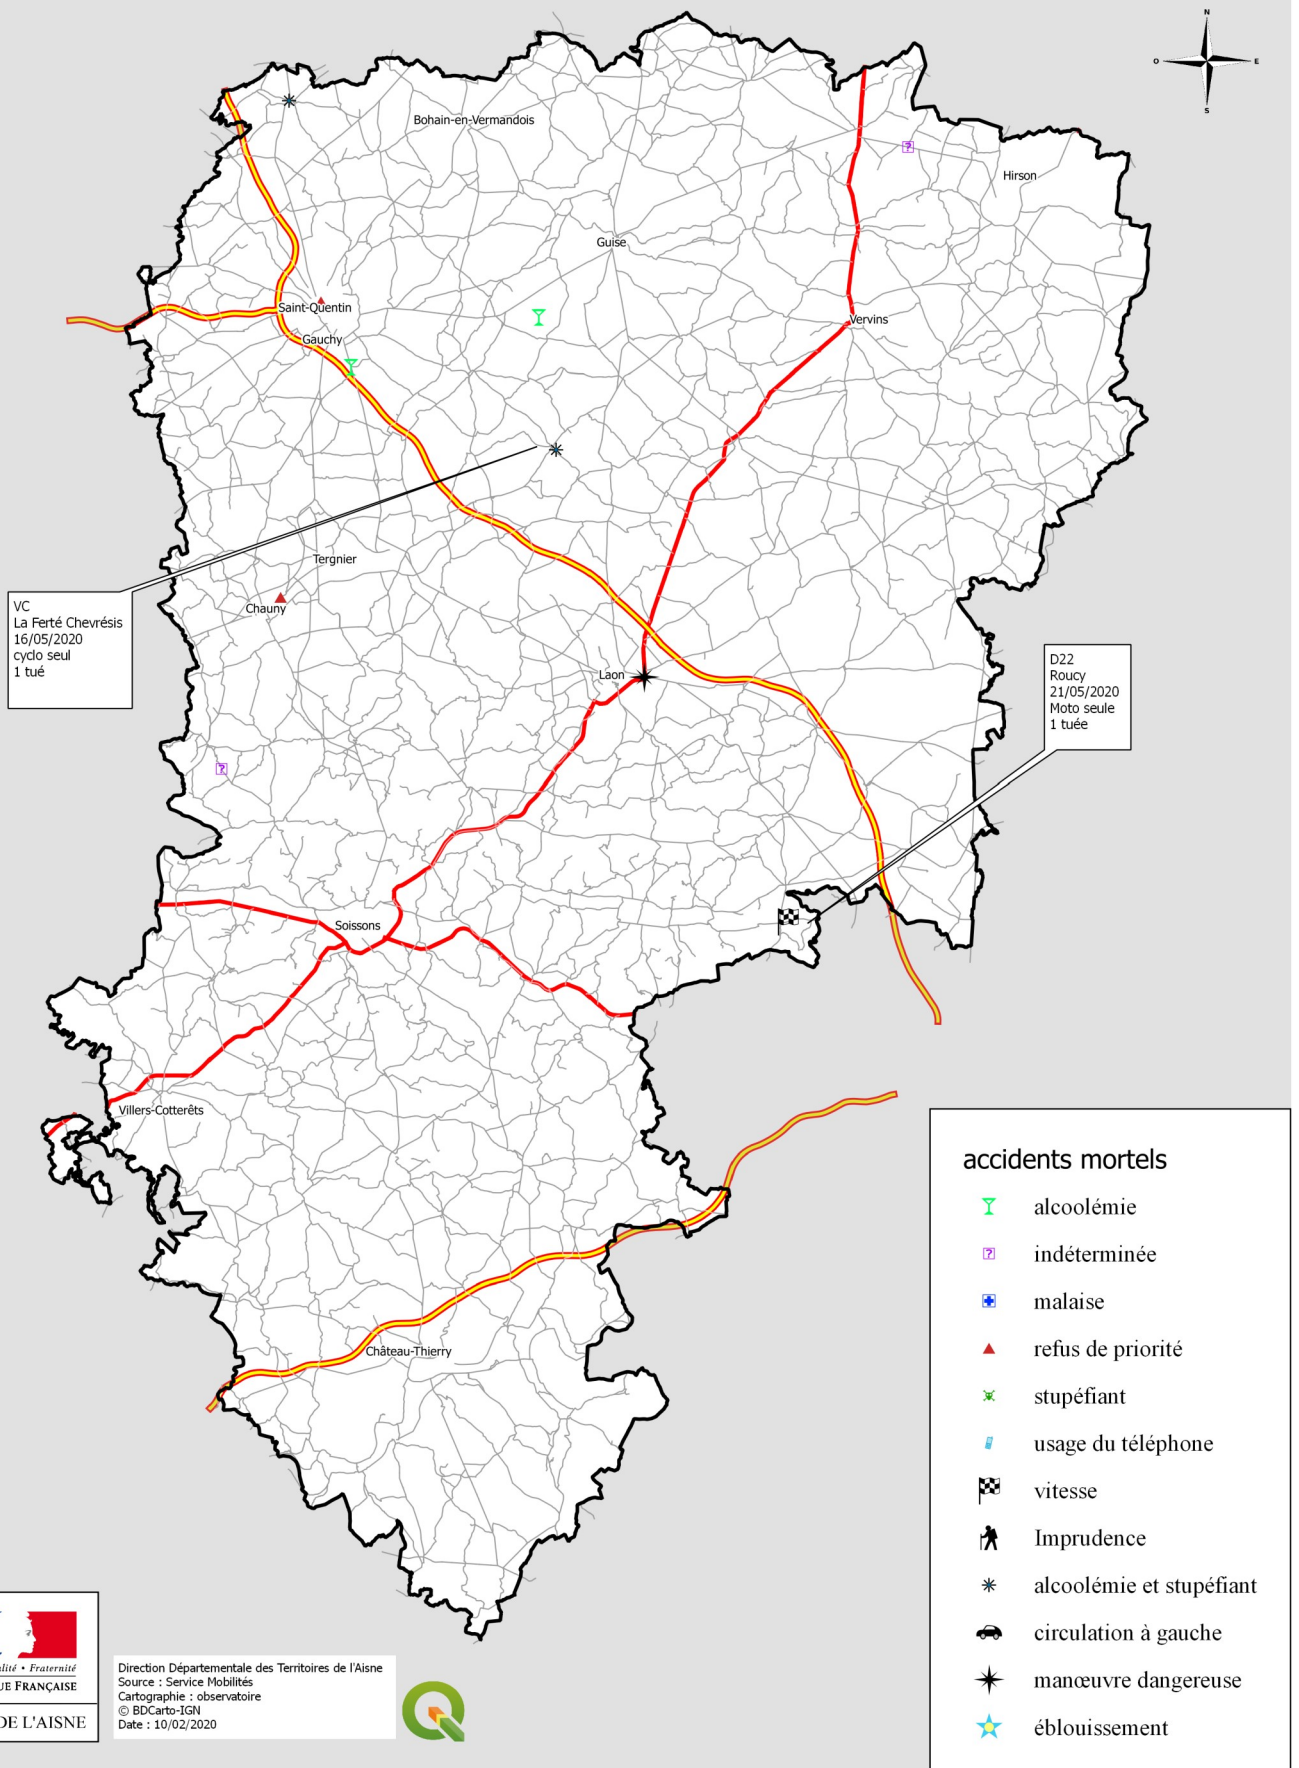 N
O
E
S
Bohain-en-Vermandois
Hirson
Guise
Saint-Quentin
Vervins
Gauchy
Tergnier
Chauny
VC
La Ferté Chevrésis
16/05/2020
cyclo seul
1 tué
Laon
D22
Roucy
21/05/2020
Moto seule
1 tuée
Soissons
Villers-Cotterêts
Château-Thierry
accidents mortels
alcoolémie
indéterminée
malaise
refus de priorité
stupéfiant
usage du téléphone
vitesse
Imprudence
alcoolémie et stupéfiant
circulation à gauche
manœuvre dangereuse
éblouissement
alité • Fraternité
UE FRANÇAISE
DE L'AISNE
Direction Départementale des Territoires de l'Aisne
Source : Service Mobilités
Cartographie : observatoire
© BDCarto-IGN
Date : 10/02/2020